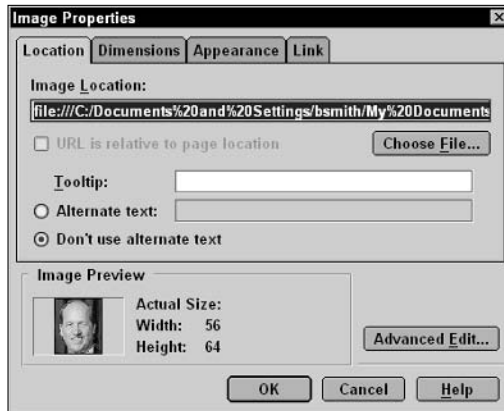 Image Properties
Location Dimensions Appearance Link
Image Location:
file:///C:/Documents%20and%20Settings/bsmith/My%20Documents
URL is relative to page location
Choose File...
Tooltip:
Alternate text:
Don't use alternate text
Image Preview
Actual Size:
Width: 56
Height: 64
Advanced Edit...
OK Cancel Help